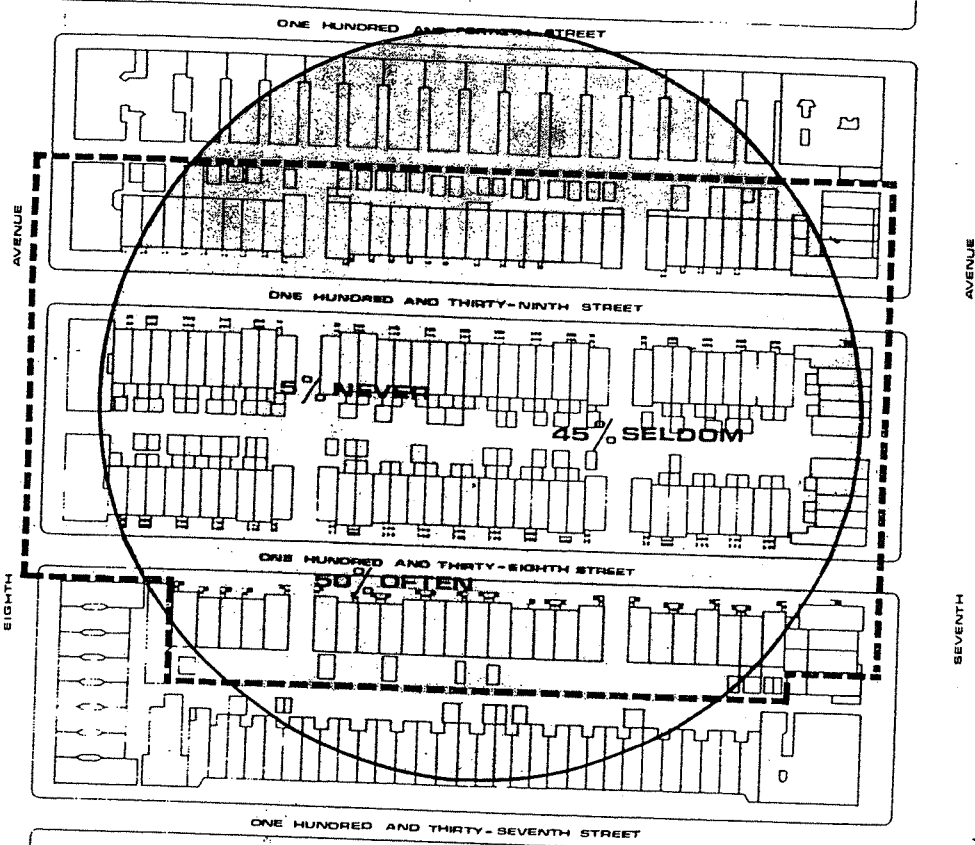 ONE HUNDRED AND FORTIETH STREET
AVENUE
AVENUE
ONE HUNDRED AND THIRTY-NINTH STREET
5% NEVER
45% SELDOM
ONE HUNDRED AND THIRTY-EIGHTH STREET
50% OFTEN
EIGHTH
SEVENTH
ONE HUNDRED AND THIRTY-SEVENTH STREET